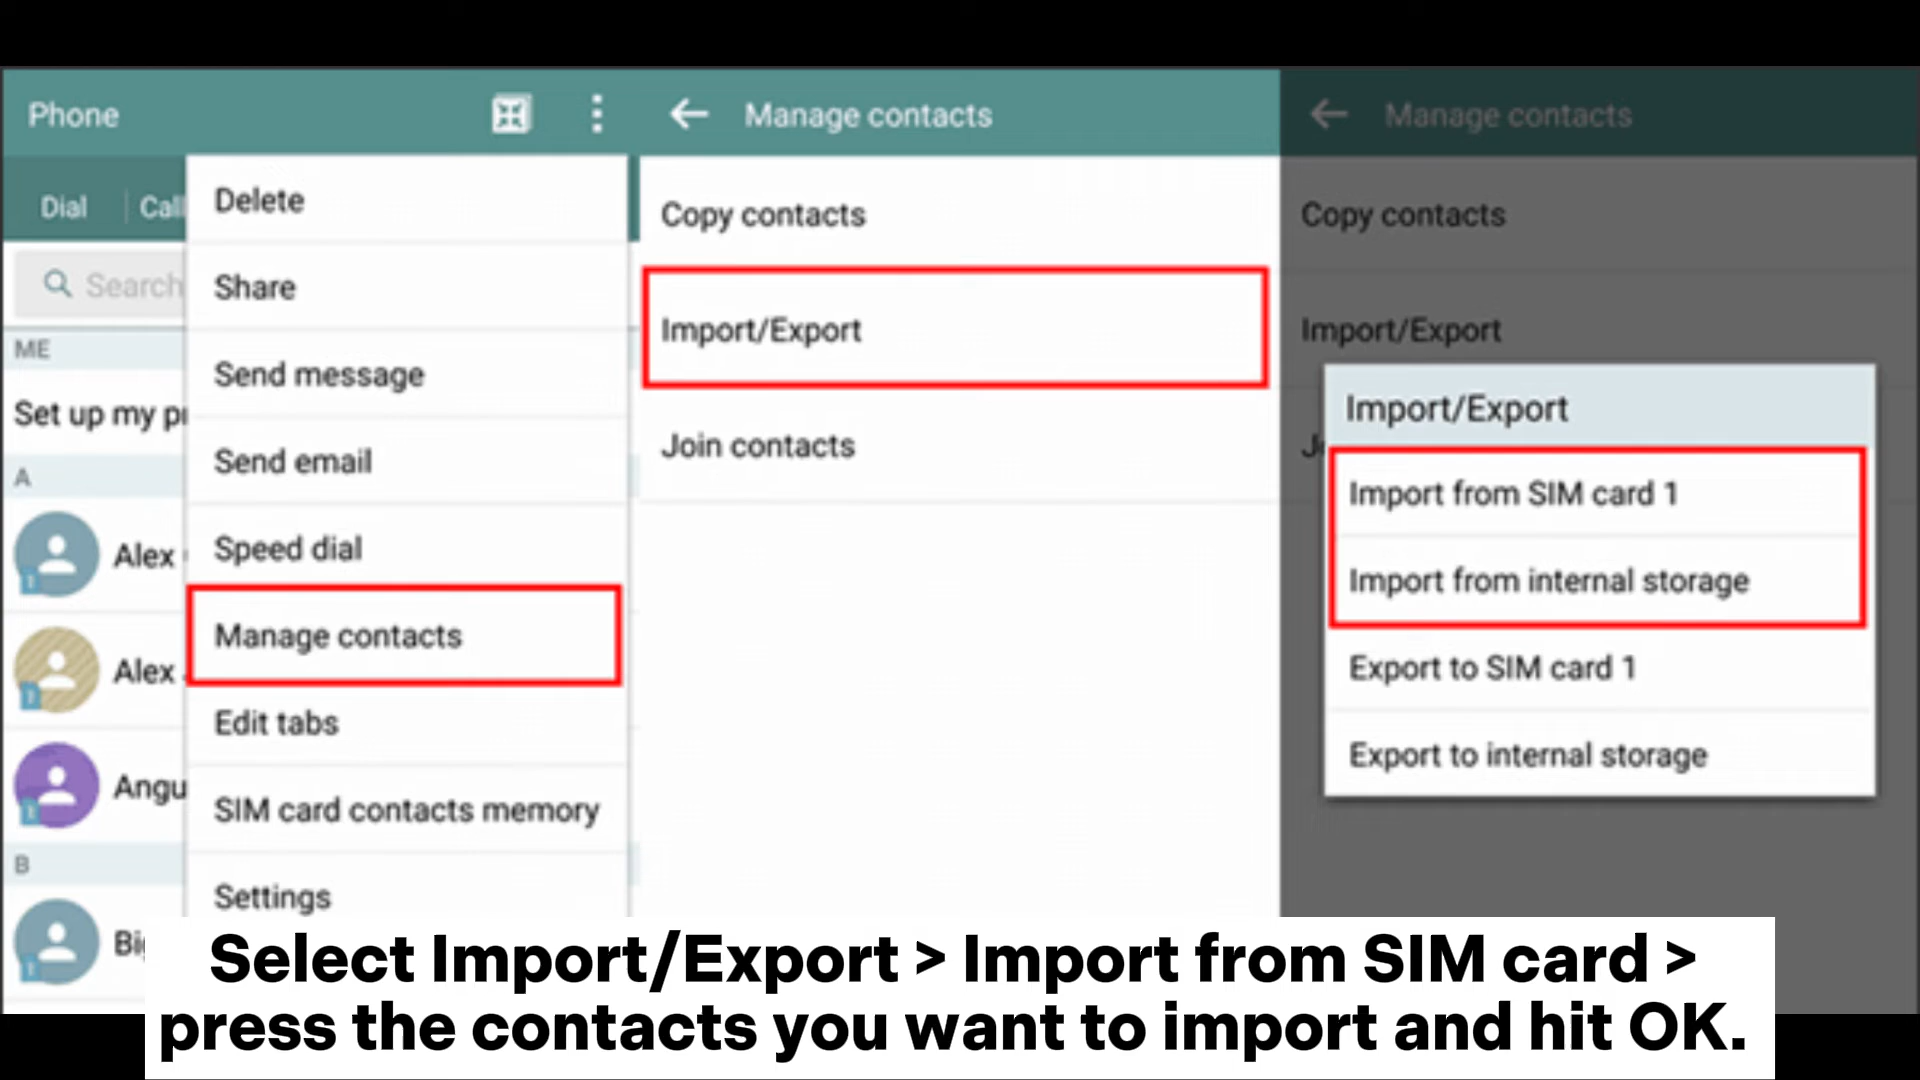 Phone
Dial
Call
Search
ME
Set up my
A
Alex
Alex
Angu
B
Delete
Share
Send message
Send email
Speed dial
Manage contacts
Edit tabs
SIM card contacts memory
Settings
Manage contacts
Copy contacts
Import/Export
Join contacts
Manage contacts
Copy contacts
Import/Export
Import/Export
Import from SIM card 1
Import from internal storage
Export to SIM card 1
Export to internal storage
Select Import/Export > Import from SIM card >
press the contacts you want to import and hit OK.